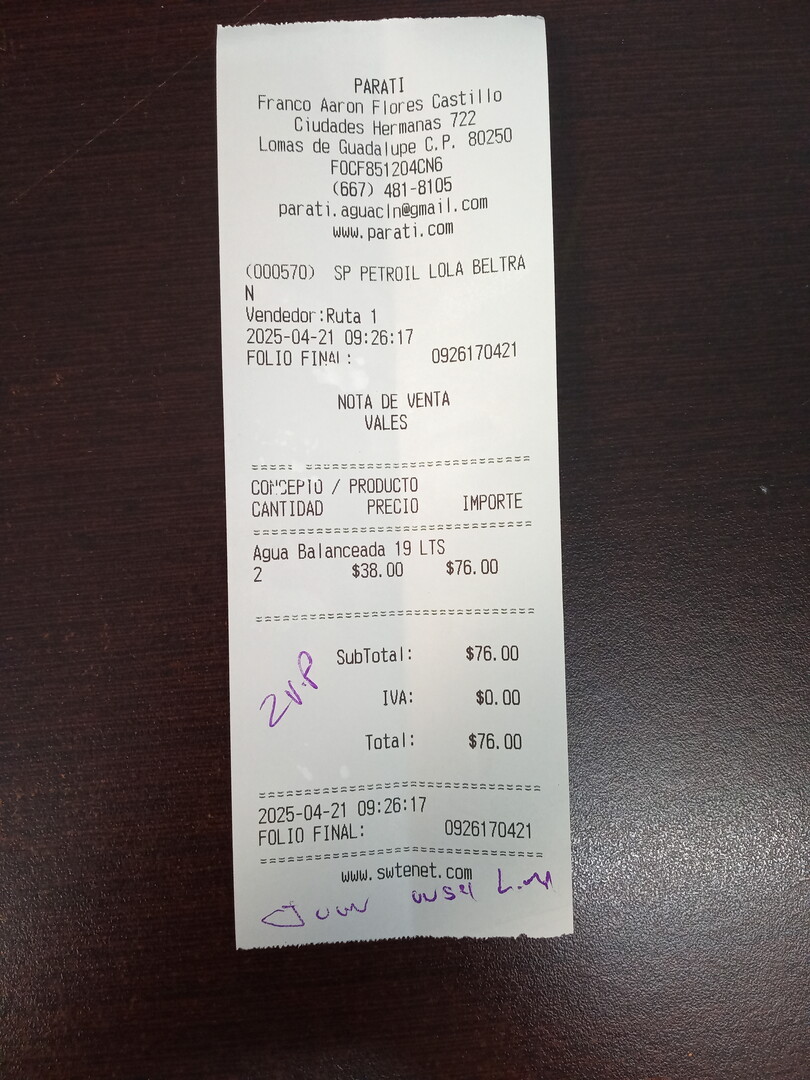 PARATI
Franco Aaron Flores Castillo
Ciudades Hermanas 722
Lomas de Guadalupe C.P. 80250
FOCF851204CN6
(667) 481-8105
parati.aguacln@gmail.com
www.parati.com
(000570) SP PETROIL LOLA BELTRA
N
Vendedor:Ruta 1
2025-04-21 09:26:17
FOLIO FINAL: 0926170421
NOTA DE VENTA
VALES
===== =====================
CONCEPTO / PRODUCTO
CANTIDAD PRECIO IMPORTE
===========================
Agua Balanceada 19 LTS
2 $38.00 $76.00
===========================
SubTotal: $76.00
2V.P
IVA: $0.00
Total: $76.00
===========================
2025-04-21 09:26:17
FOLIO FINAL: 0926170421
===========================
www.swtenet.com